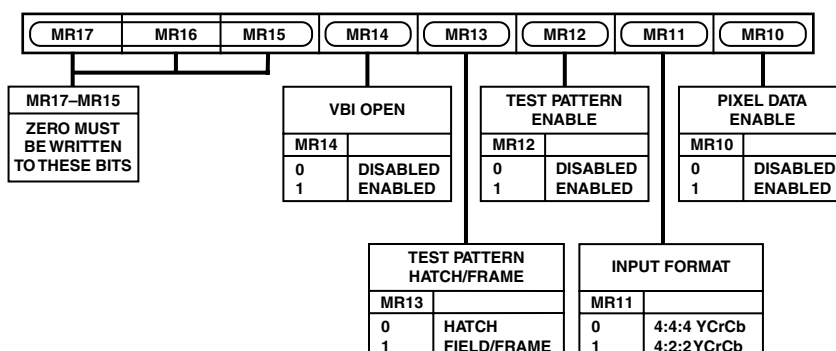 MR17 MR16 MR15 MR14 MR13 MR12 MR11 MR10
MR17–MR15
ZERO MUST
BE WRITTEN
TO THESE BITS
VBI OPEN
MR14
0 DISABLED
1 ENABLED
TEST PATTERN
ENABLE
MR12
0 DISABLED
1 ENABLED
PIXEL DATA
ENABLE
MR10
0 DISABLED
1 ENABLED
TEST PATTERN
HATCH/FRAME
MR13
0 HATCH
1 FIELD/FRAME
INPUT FORMAT
MR11
0 4:4:4 YCrCb
1 4:2:2YCrCb